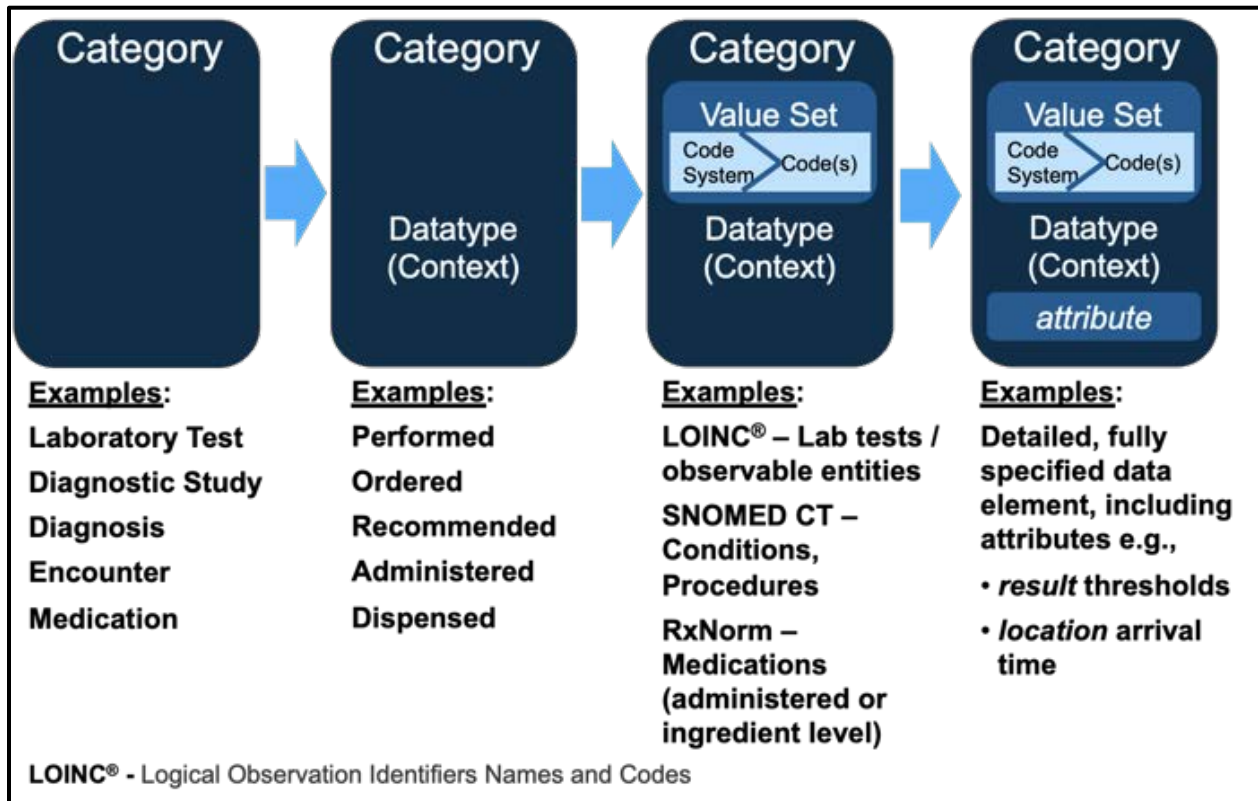 Category
Examples:
Laboratory Test
Diagnostic Study
Diagnosis
Encounter
Medication
Category
Datatype
(Context)
Examples:
Performed
Ordered
Recommended
Administered
Dispensed
Category
Value Set
Code
System
Code(s)
Datatype
(Context)
Examples:
LOINC® – Lab tests /
observable entities
SNOMED CT –
Conditions,
Procedures
RxNorm –
Medications
(administered or
ingredient level)
Category
Value Set
Code
System
Code(s)
Datatype
(Context)
attribute
Examples:
Detailed, fully
specified data
element, including
attributes e.g.,
• result thresholds
• location arrival
time
LOINC® - Logical Observation Identifiers Names and Codes